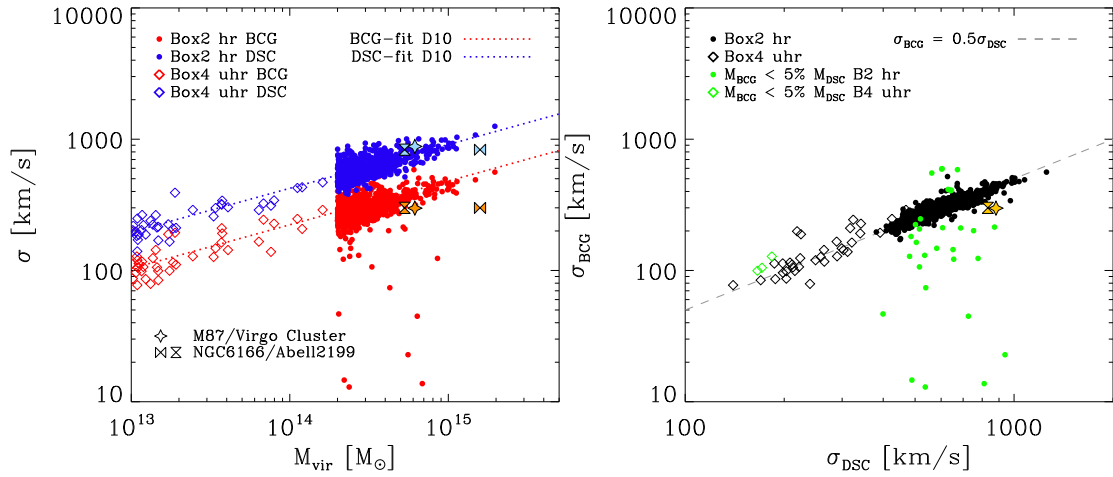 10000
1000
100
10
σ [km/s]
Box2 hr BCG
Box2 hr DSC
Box4 uhr BCG
Box4 uhr DSC
BCG-fit D10
DSC-fit D10
M87/Virgo Cluster
NGC6166/Abell2199
10^13
10^14
10^15
M_vir [M_⊙]
10000
1000
100
10
σ_BCG [km/s]
Box2 hr
Box4 uhr
M_BCG < 5% M_DSC B2 hr
M_BCG < 5% M_DSC B4 uhr
σ_BCG = 0.5σ_DSC
100
1000
σ_DSC [km/s]